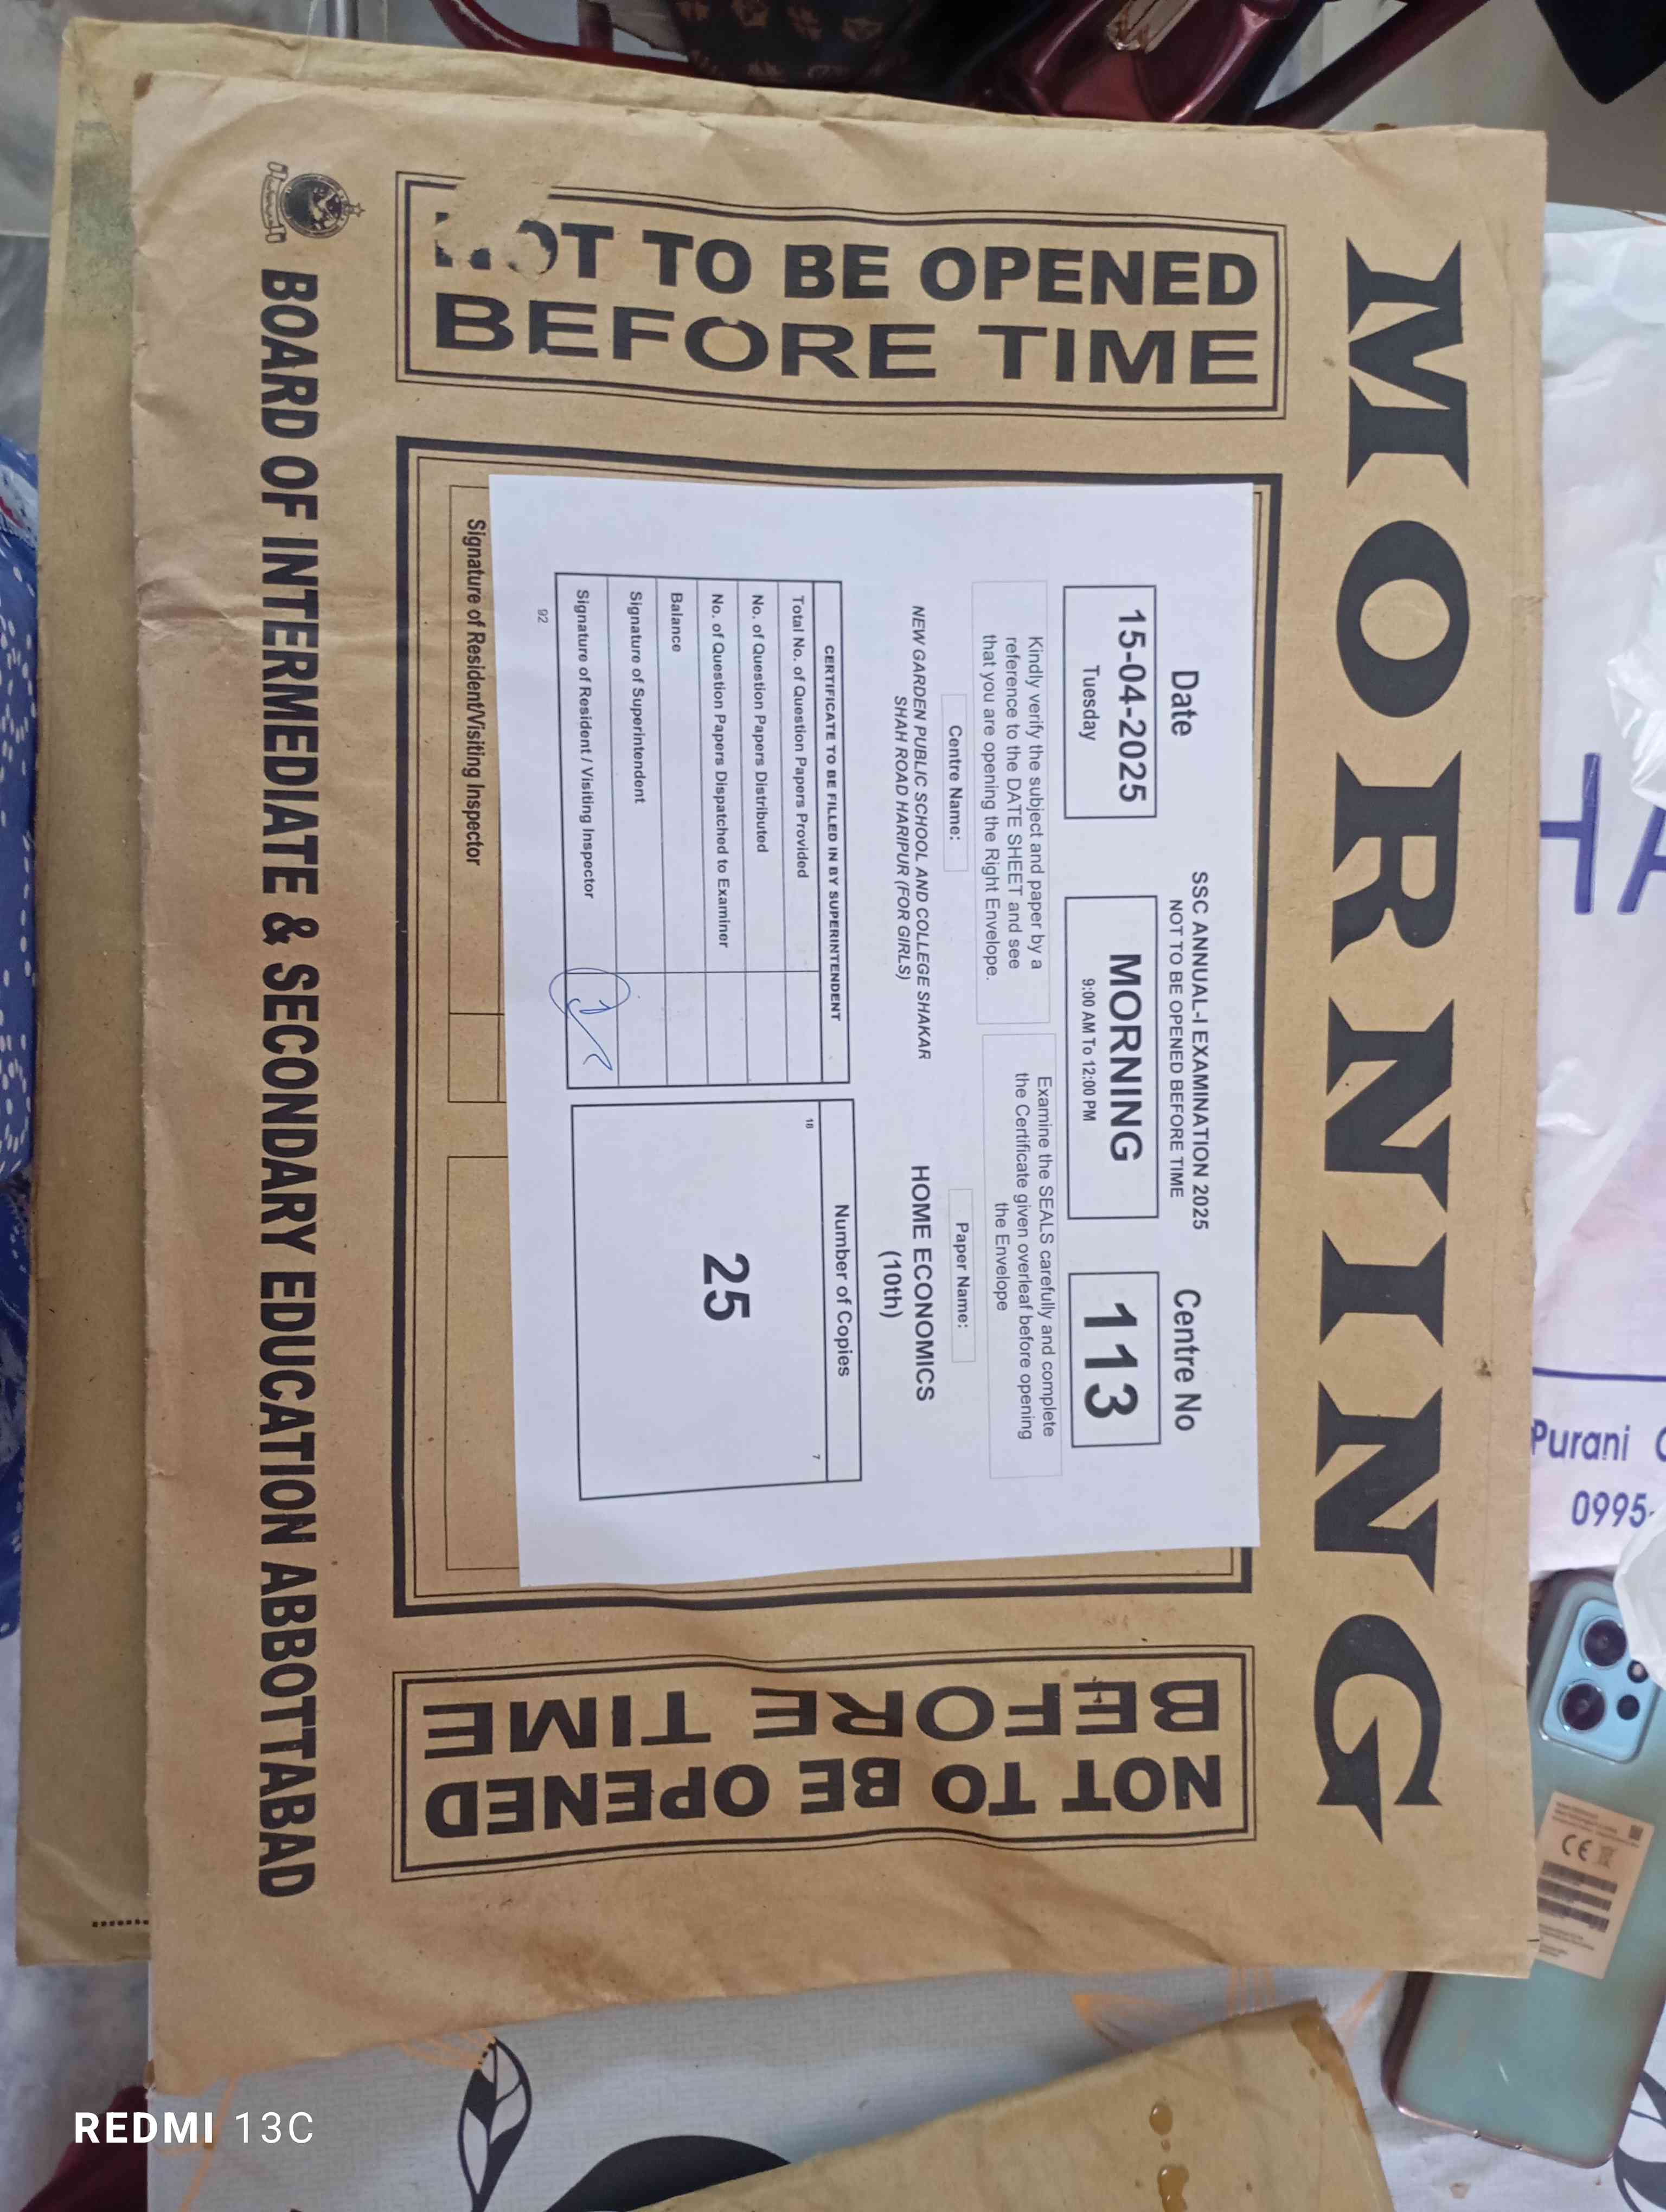 MORNING
NOT TO BE OPENED
BEFORE TIME
SSC ANNUAL-I EXAMINATION 2025
NOT TO BE OPENED BEFORE TIME
Date
15-04-2025
Tuesday
MORNING
9:00 AM To 12:00 PM
Centre No
113
Kindly verify the subject and paper by a
reference to the DATE SHEET and see
that you are opening the Right Envelope.
Examine the SEALS carefully and complete
the Certificate given overleaf before opening
the Envelope
Centre Name:
NEW GARDEN PUBLIC SCHOOL AND COLLEGE SHAKAR
SHAH ROAD HARIPUR (FOR GIRLS)
Paper Name:
HOME ECONOMICS
(10th)
CERTIFICATE TO BE FILLED IN BY SUPERINTENDENT
Total No. of Question Papers Provided
No. of Question Papers Distributed
No. of Question Papers Dispatched to Examiner
Balance
Signature of Superintendent
Signature of Resident / Visiting Inspector
92
Number of Copies
18
7
25
Signature of Resident/Visiting Inspector
NOT TO BE OPENED
BEFORE TIME
BOARD OF INTERMEDIATE & SECONDARY EDUCATION ABBOTTABAD
HA
Purani
0995-
CE
REDMI 13C